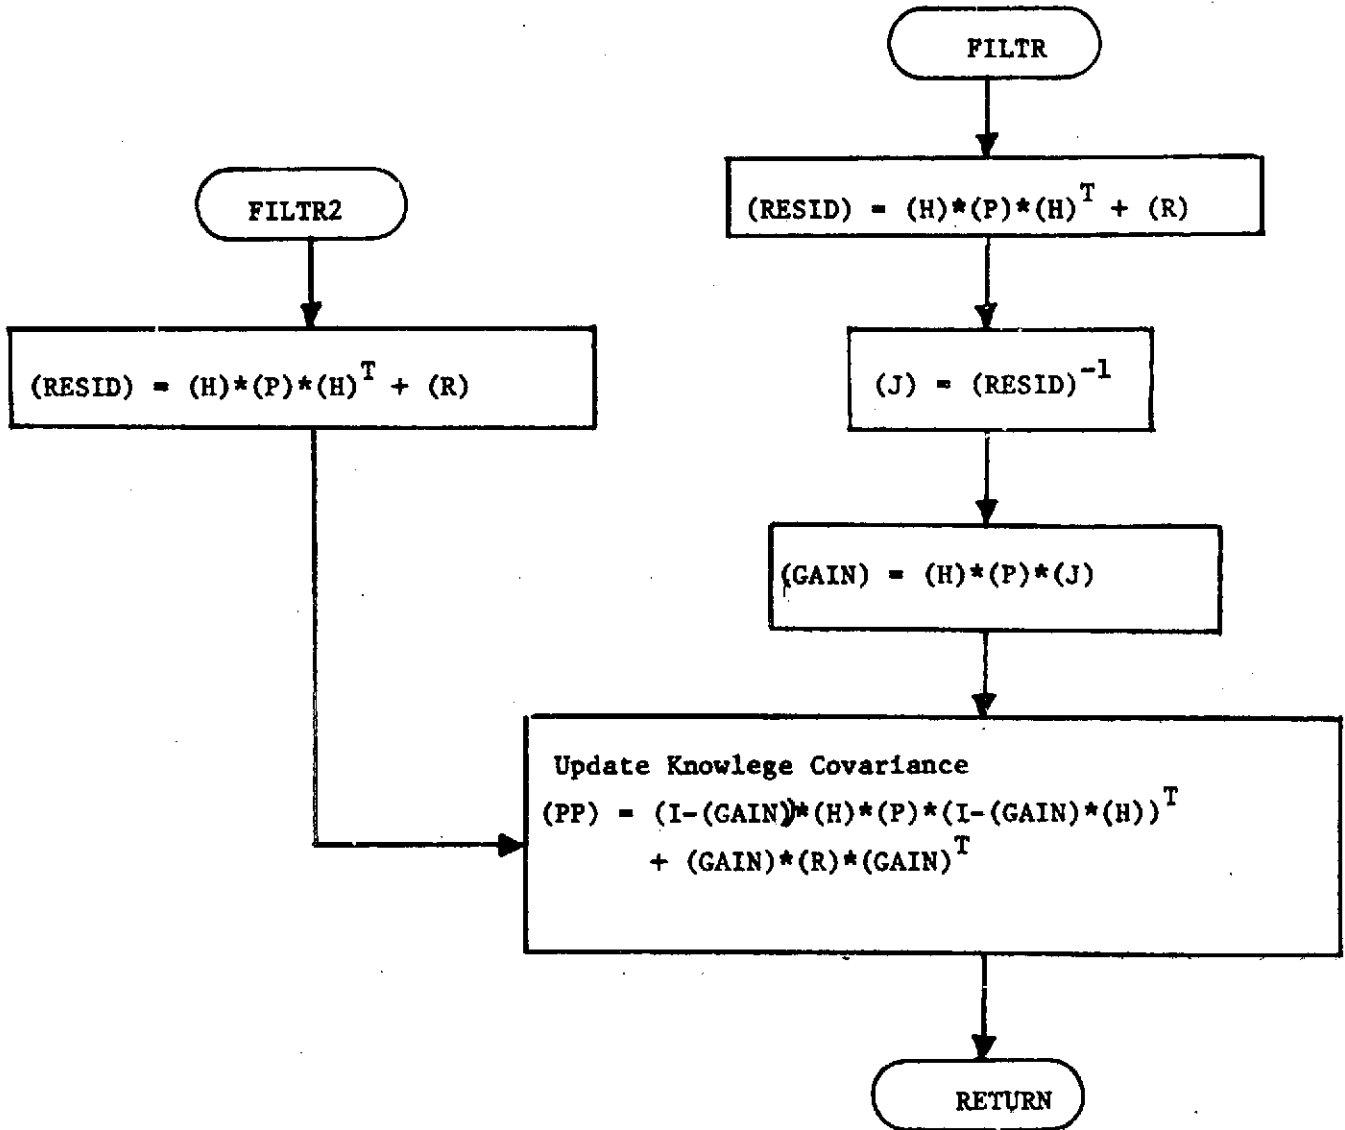 FILTR
(RESID) = (H)*(P)*(H)^T + (R)
(J) = (RESID)^-1
(GAIN) = (H)*(P)*(J)
FILTR2
(RESID) = (H)*(P)*(H)^T + (R)
Update Knowlege Covariance
(PP) = (I-(GAIN)*(H)*(P)*(I-(GAIN)*(H))^T
+ (GAIN)*(R)*(GAIN)^T
RETURN